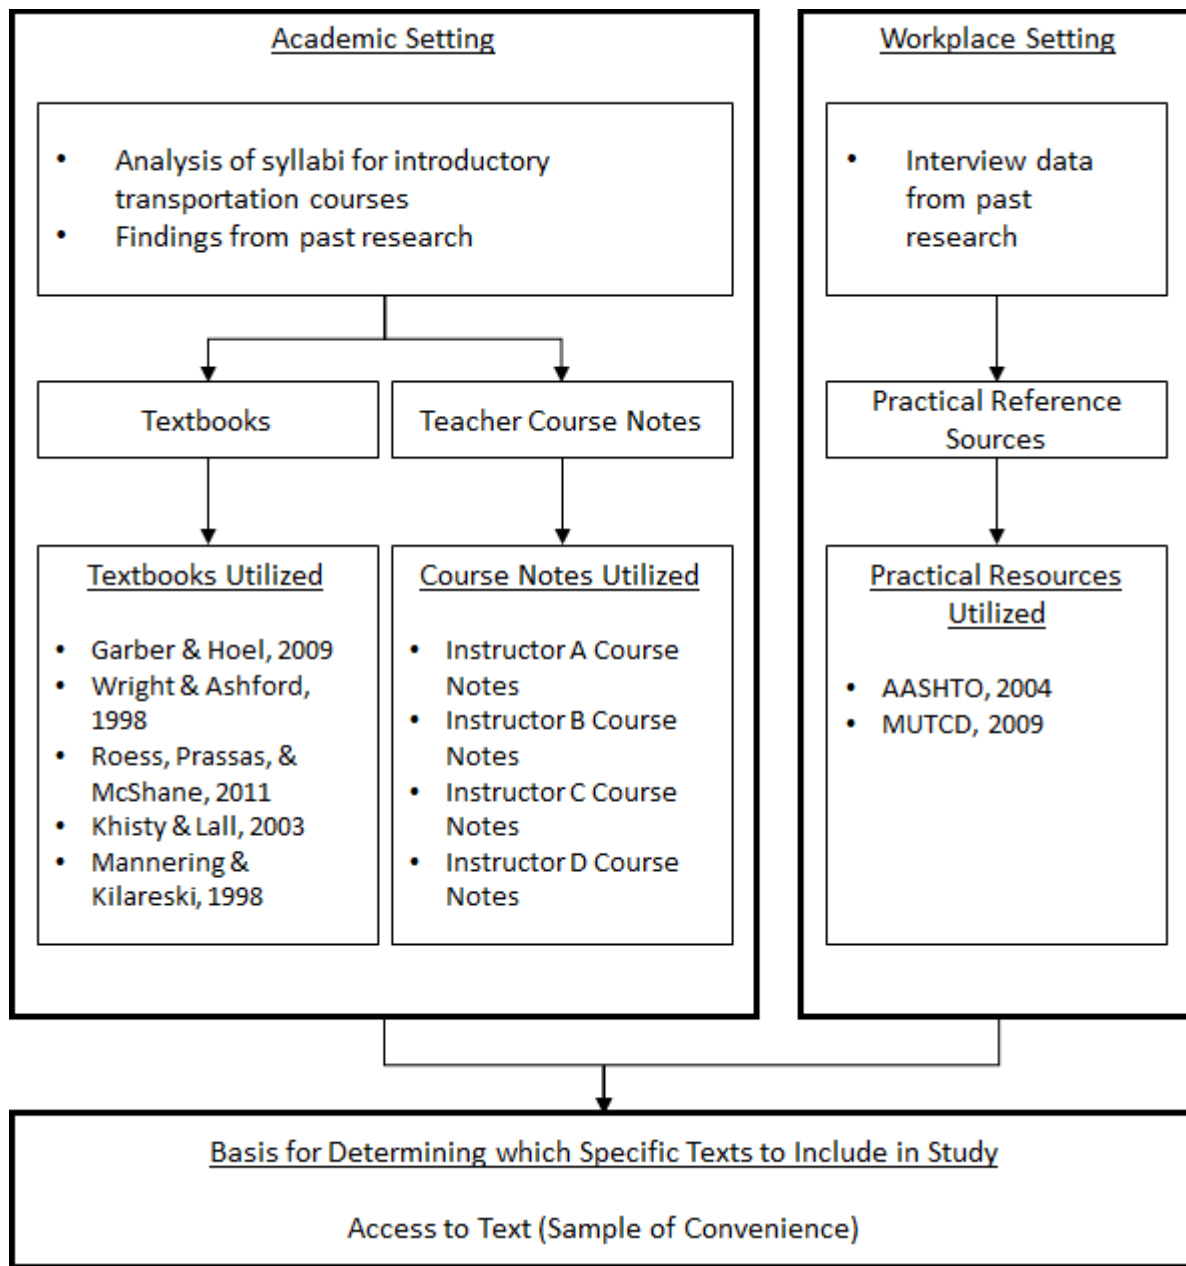 Academic Setting
• Analysis of syllabi for introductory
transportation courses
• Findings from past research
Textbooks
Teacher Course Notes
Textbooks Utilized
• Garber & Hoel, 2009
• Wright & Ashford,
1998
• Roess, Prassas, &
McShane, 2011
• Khisty & Lall, 2003
• Mannering &
Kilareski, 1998
Course Notes Utilized
• Instructor A Course
Notes
• Instructor B Course
Notes
• Instructor C Course
Notes
• Instructor D Course
Notes
Workplace Setting
• Interview data
from past
research
Practical Reference
Sources
Practical Resources
Utilized
• AASHTO, 2004
• MUTCD, 2009
Basis for Determining which Specific Texts to Include in Study
Access to Text (Sample of Convenience)